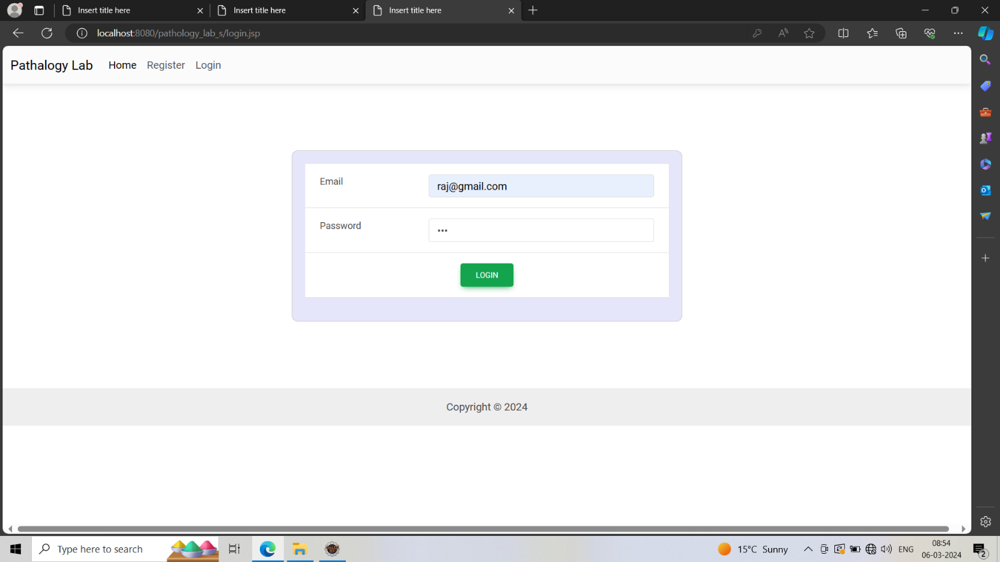 Insert title here
Insert title here
Insert title here
localhost:8080/pathology_lab_s/login.jsp
Pathalogy Lab Home Register Login
Email raj@gmail.com
Password •••
LOGIN
Copyright © 2024
Type here to search
15°C Sunny
ENG
08:54
06-03-2024
2